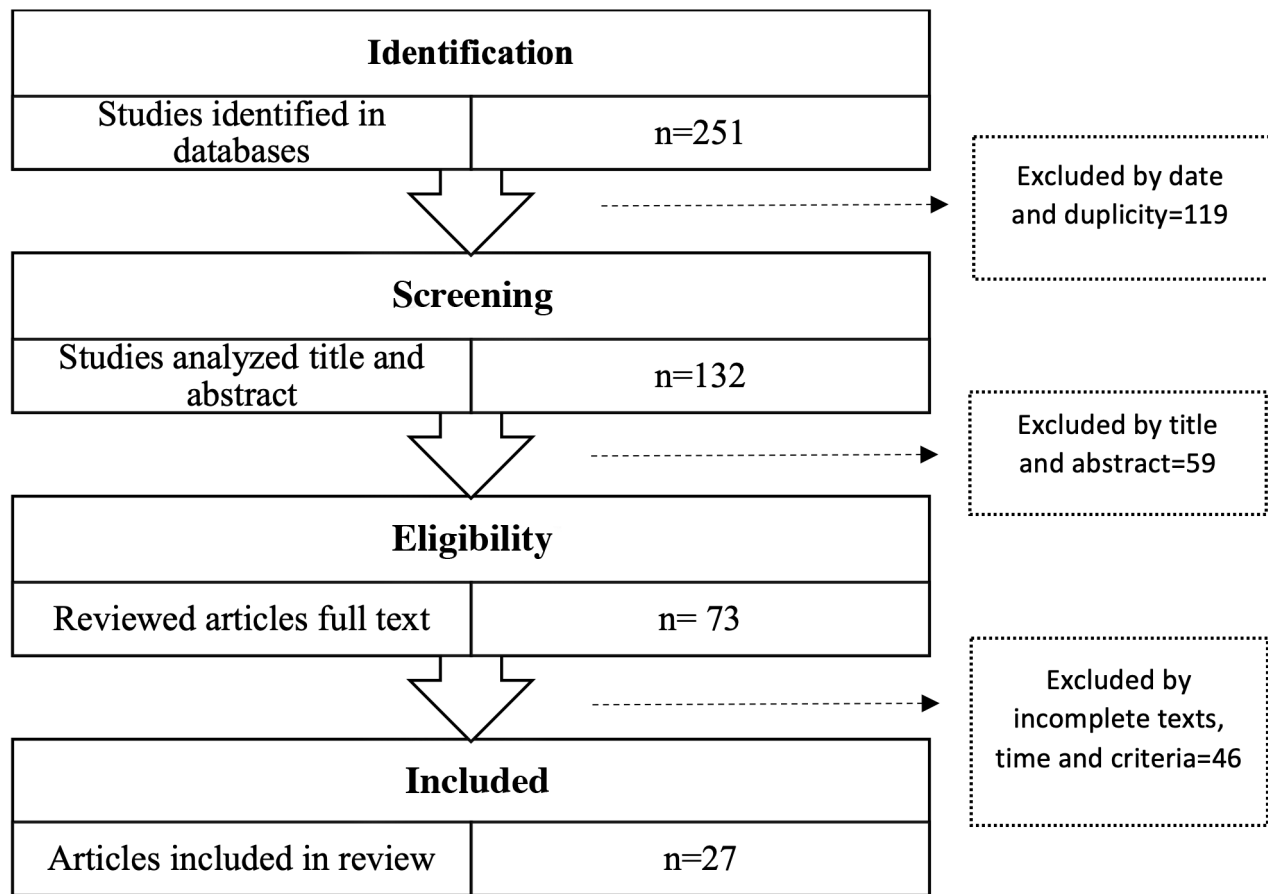 Identification
Studies identified in
databases
n=251
Excluded by date
and duplicity=119
Screening
Studies analyzed title and
abstract
n=132
Excluded by title
and abstract=59
Eligibility
Reviewed articles full text
n= 73
Excluded by
incomplete texts,
time and criteria=46
Included
Articles included in review
n=27